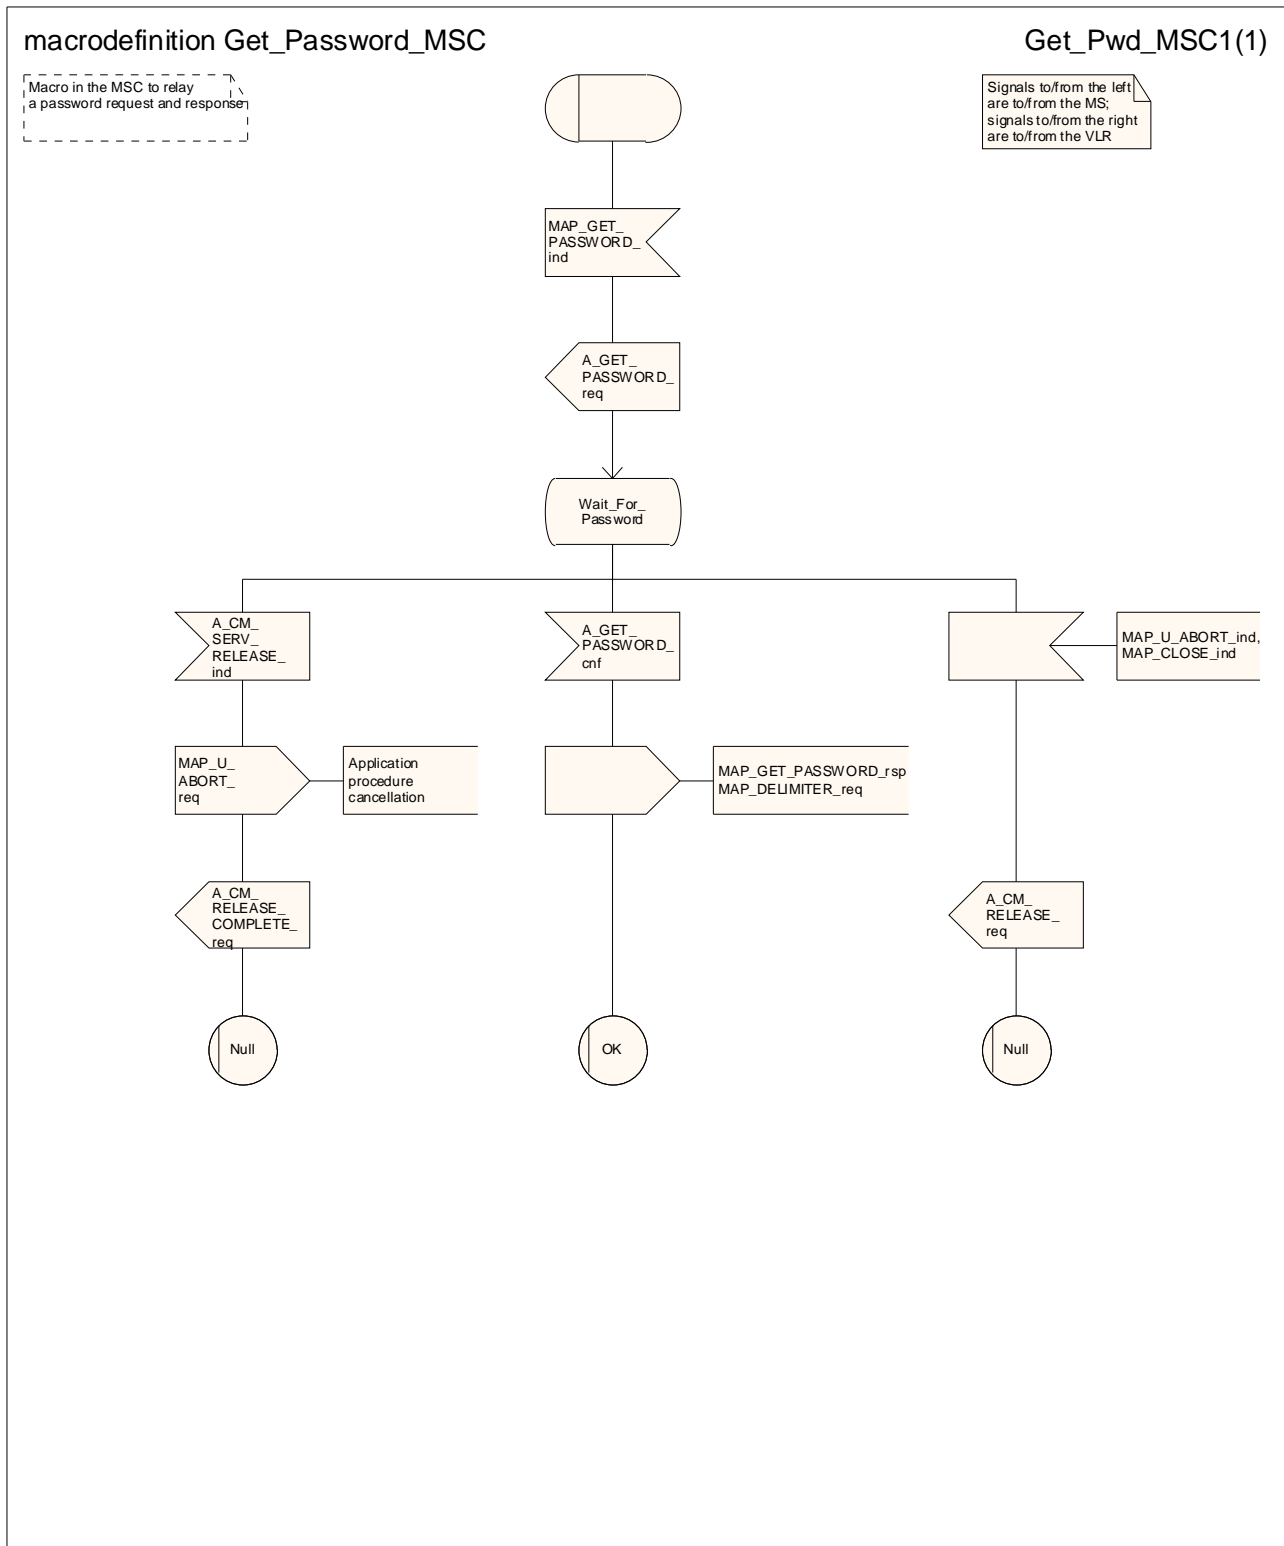 macrodefinition Get_Password_MSC
Get_Pwd_MSC1(1)
Macro in the MSC to relay
a password request and response
Signals to/from the left
are to/from the MS;
signals to/from the right
are to/from the VLR
MAP_GET_
PASSWORD_
ind
A_GET_
PASSWORD_
req
Wait_For_
Password
A_CM_
SERV_
RELEASE_
ind
A_GET_
PASSWORD_
cnf
MAP_U_ABORT_ind,
MAP_CLOSE_ind
MAP_U_
ABORT_
req
Application
procedure
cancellation
MAP_GET_PASSWORD_rsp
MAP_DELIMITER_req
A_CM_
RELEASE_
COMPLETE_
req
A_CM_
RELEASE_
req
Null
OK
Null